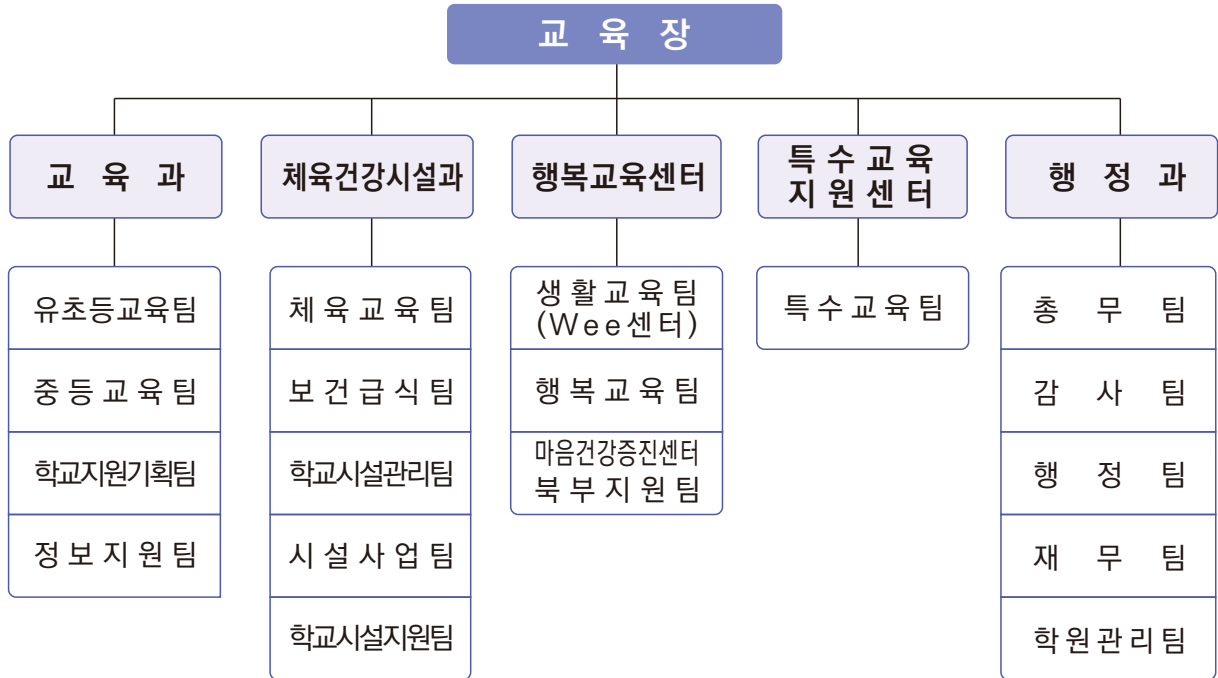 교 육 장
교 육 과
체육건강시설과
행복교육센터
특 수 교 육
지 원 센 터
행 정 과
유초등교육팀
중 등 교 육 팀
학교지원기획팀
정 보 지 원 팀
체 육 교 육 팀
보 건 급 식 팀
학교시설관리팀
시 설 사 업 팀
학교시설지원팀
생 활 교 육 팀
(Wee센터)
행 복 교 육 팀
마음건강증진센터
북 부 지 원 팀
특 수 교 육 팀
총 무 팀
감 사 팀
행 정 팀
재 무 팀
학 원 관 리 팀